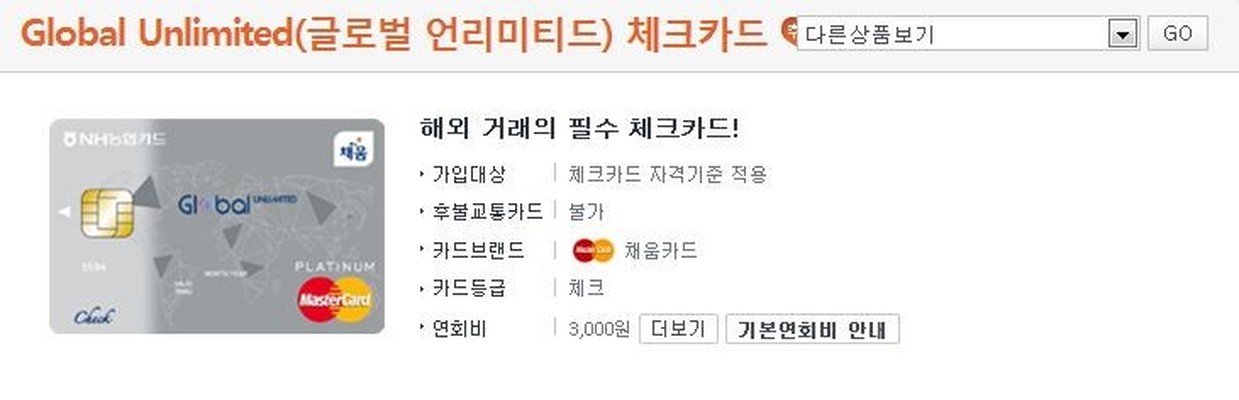 Global Unlimited(글로벌 언리미티드) 체크카드
다른상품보기
GO
NH농협카드
채움
Global UNLIMITED
5594
MONTH/YEAR
PLATINUM
MasterCard
Check
해외 거래의 필수 체크카드!
가입대상 체크카드 자격기준 적용
후불교통카드 불가
카드브랜드 MasterCard 채움카드
카드등급 체크
연회비 3,000원 더보기 기본연회비 안내